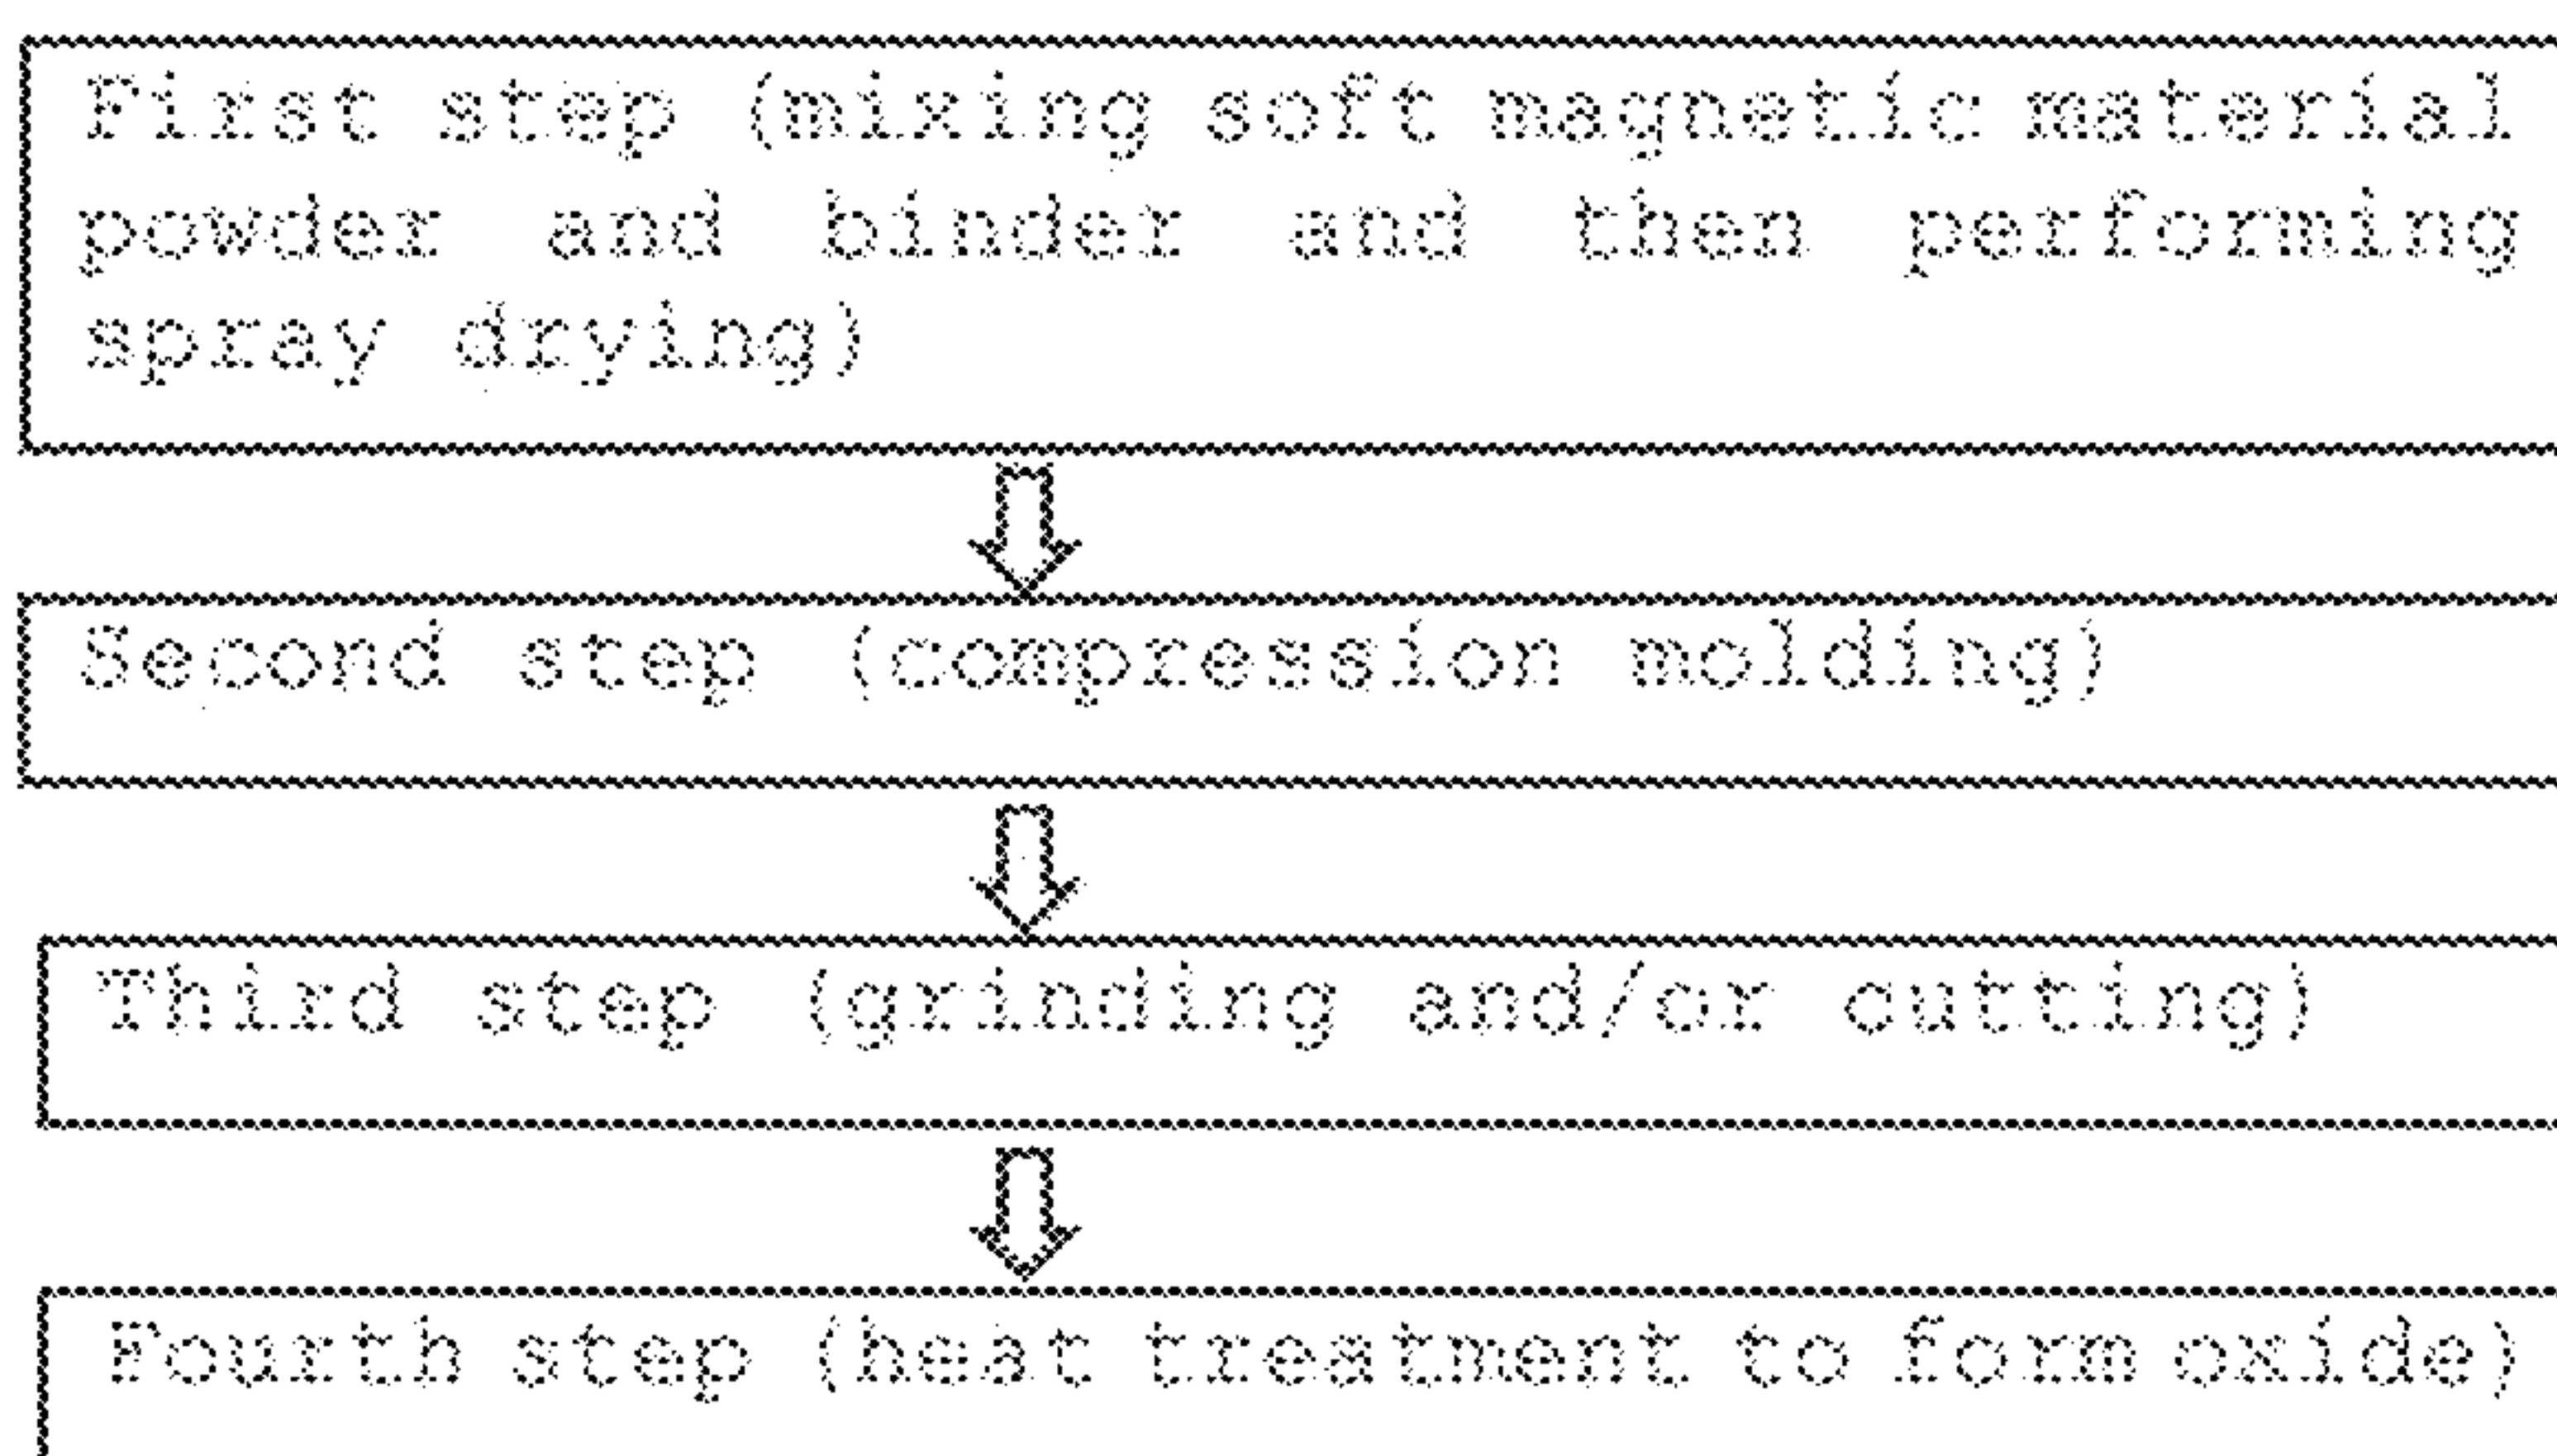 First step (mixing soft magnetic material
powder and binder and then performing
spray drying)
Second step (compression molding)
Third step (grinding and/or cutting)
Fourth step (heat treatment to form oxide)